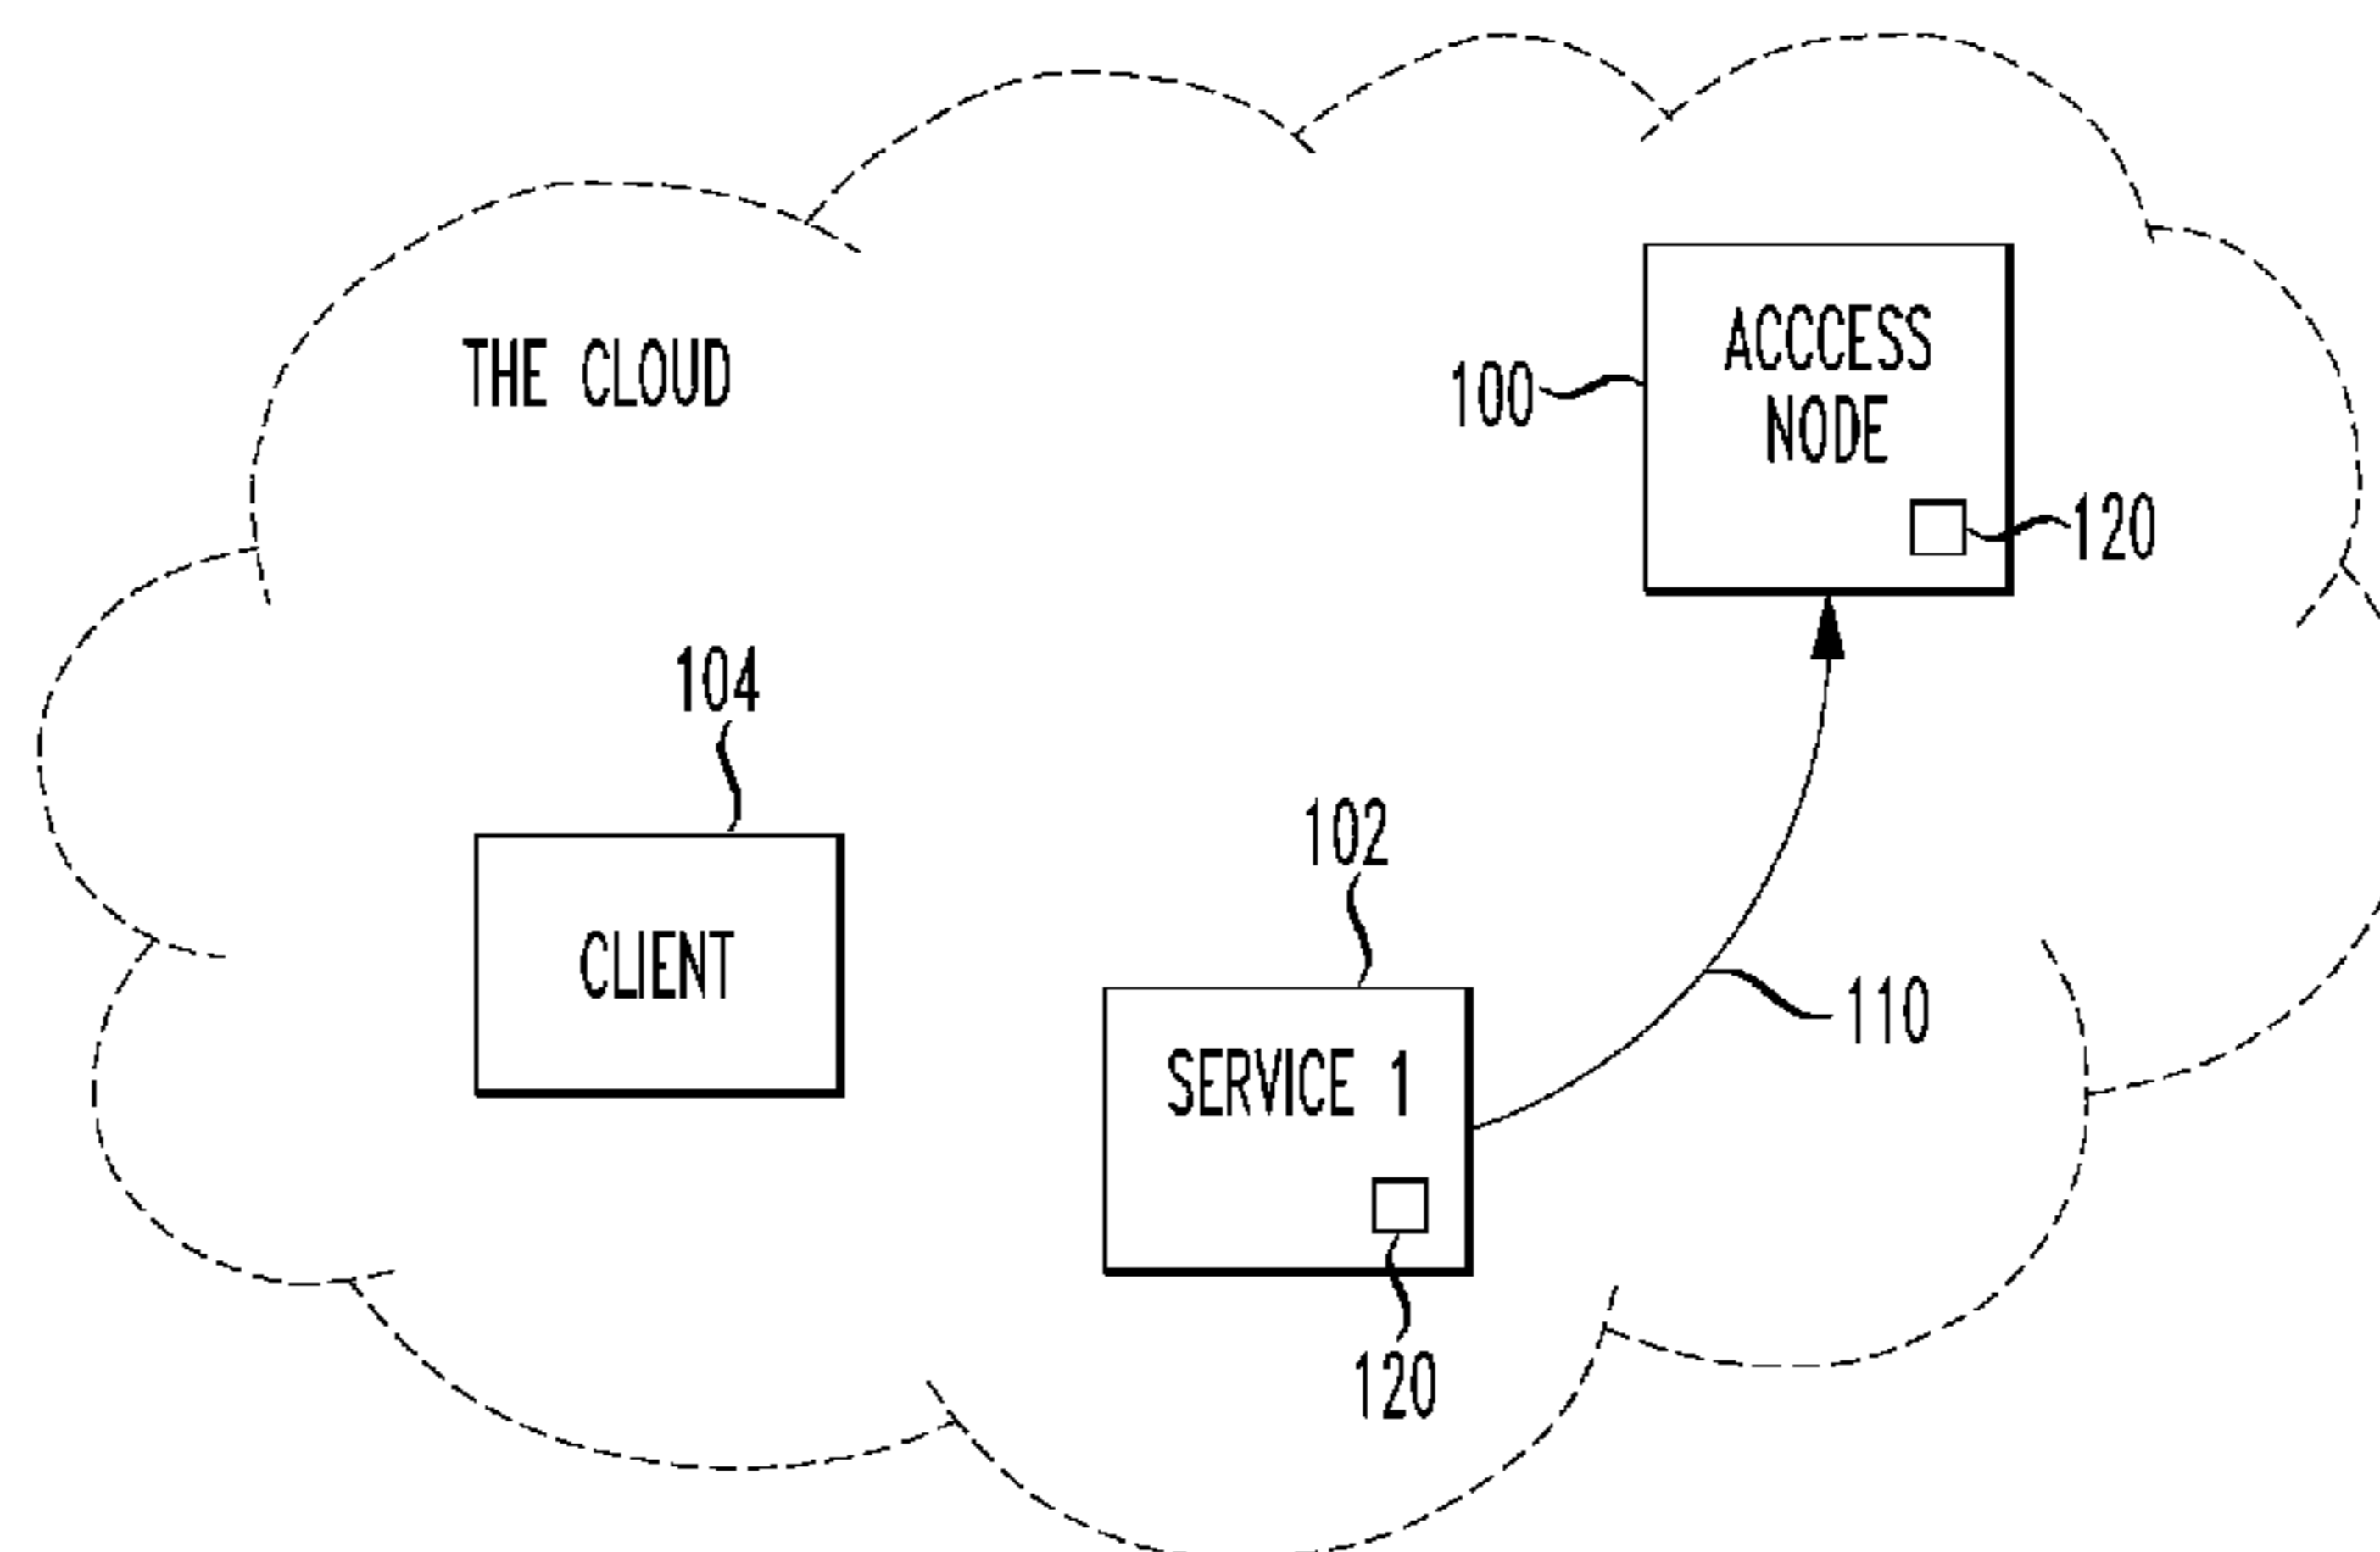 THE CLOUD
100
ACCCESS
NODE
120
104
CLIENT
102
SERVICE 1
110
120